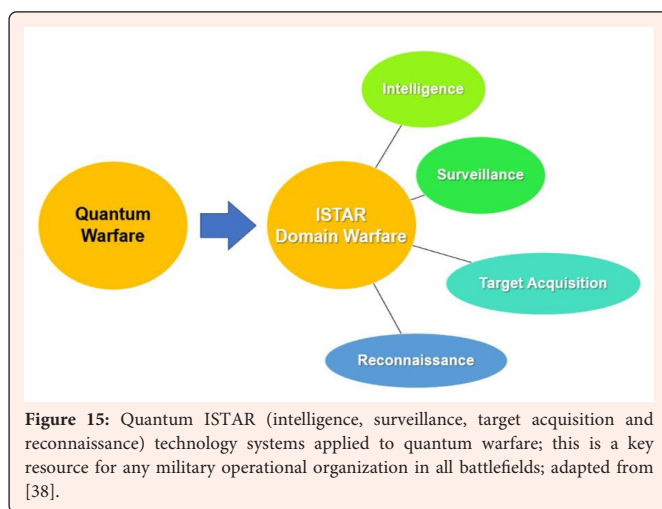 Intelligence
Surveillance
Quantum
Warfare
ISTAR
Domain Warfare
Target Acquisition
Reconnaissance
Figure 15: Quantum ISTAR (intelligence, surveillance, target acquisition and
reconnaissance) technology systems applied to quantum warfare; this is a key
resource for any military operational organization in all battlefields; adapted from
[38].